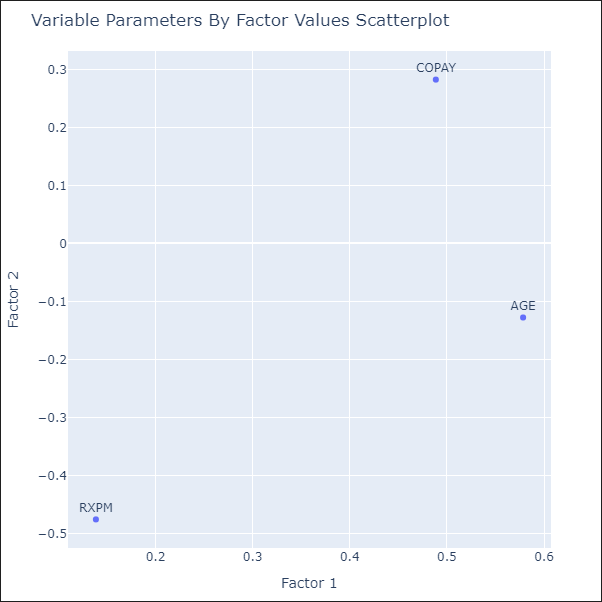 Variable Parameters By Factor Values Scatterplot
COPAY
AGE
RXPM
0.3
0.2
0.1
0
−0.1
−0.2
−0.3
−0.4
−0.5
Factor 2
0.2 0.3 0.4 0.5 0.6
Factor 1